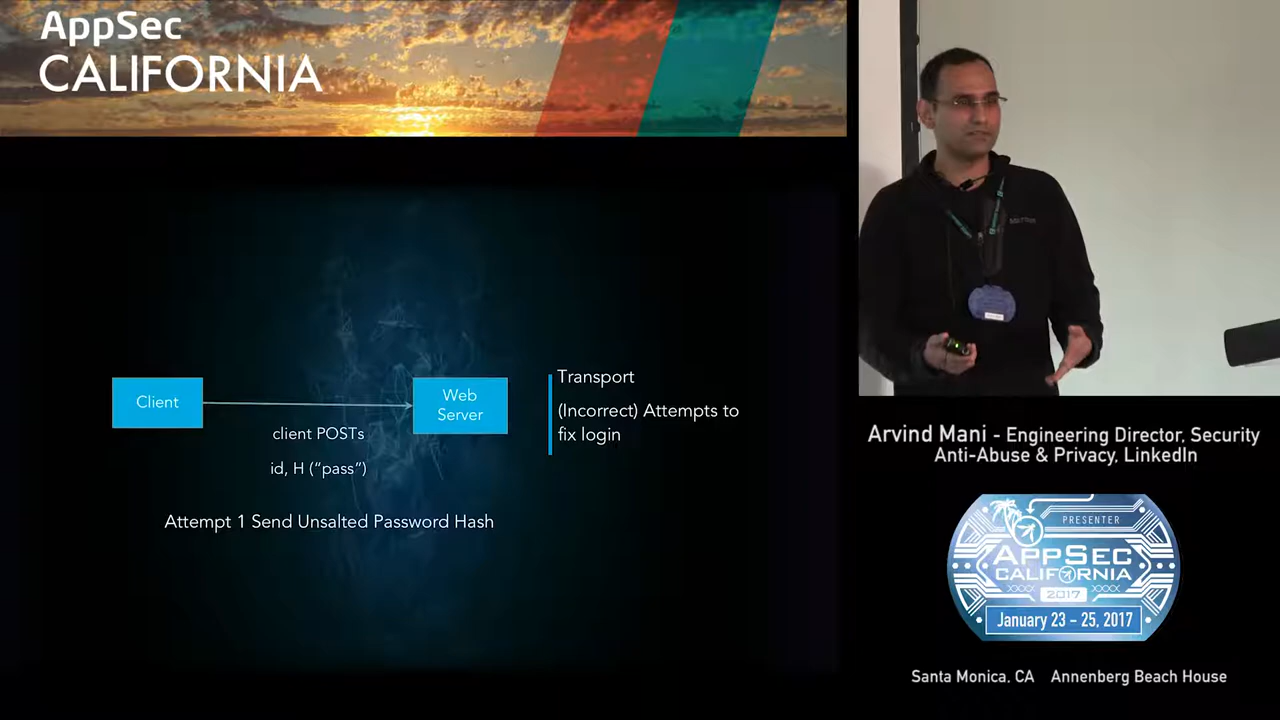 AppSec
CALIFORNIA
Client
Web
Server
client POSTs
id, H (“pass”)
Attempt 1 Send Unsalted Password Hash
Transport
(Incorrect) Attempts to
fix login
Arvind Mani - Engineering Director, Security
Anti-Abuse & Privacy, LinkedIn
PRESENTER
APPSEC
CALIFORNIA
2017
January 23 - 25, 2017
Santa Monica, CA Annenberg Beach House